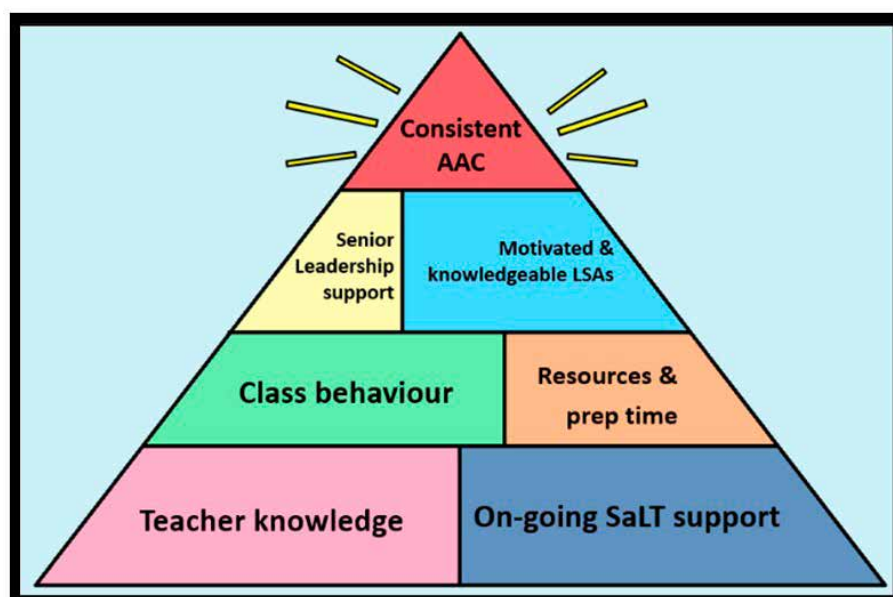 Consistent
AAC
Senior
Leadership
support
Motivated &
knowledgeable LSAs
Class behaviour
Resources &
prep time
Teacher knowledge
On-going SaLT support